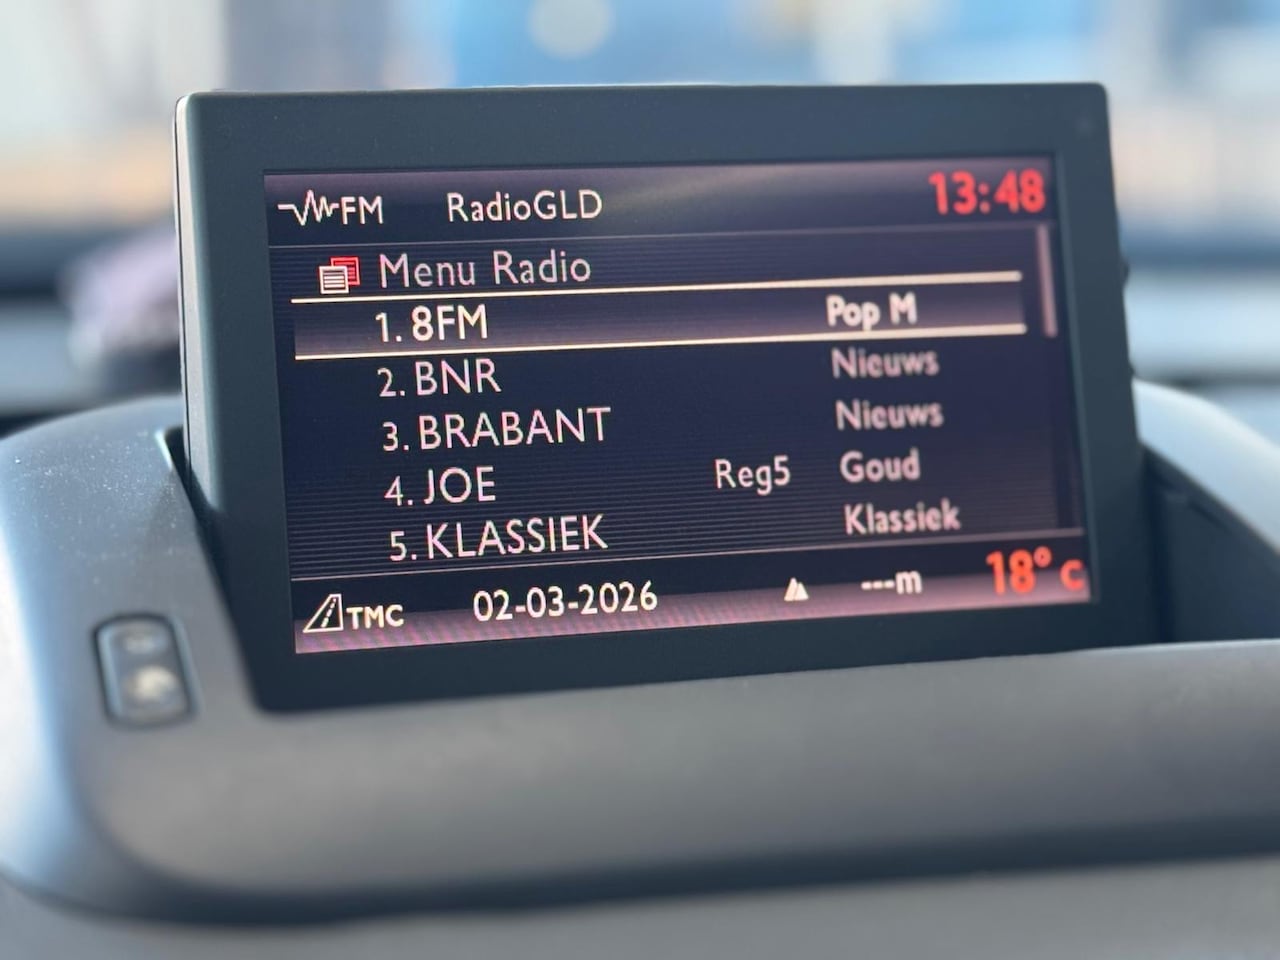 FM RadioGLD 13:48
Menu Radio
1. 8FM Pop M
2. BNR Nieuws
3. BRABANT Nieuws
4. JOE Reg5 Goud
5. KLASSIEK Klassiek
TMC 02-03-2026 ---m 18° C